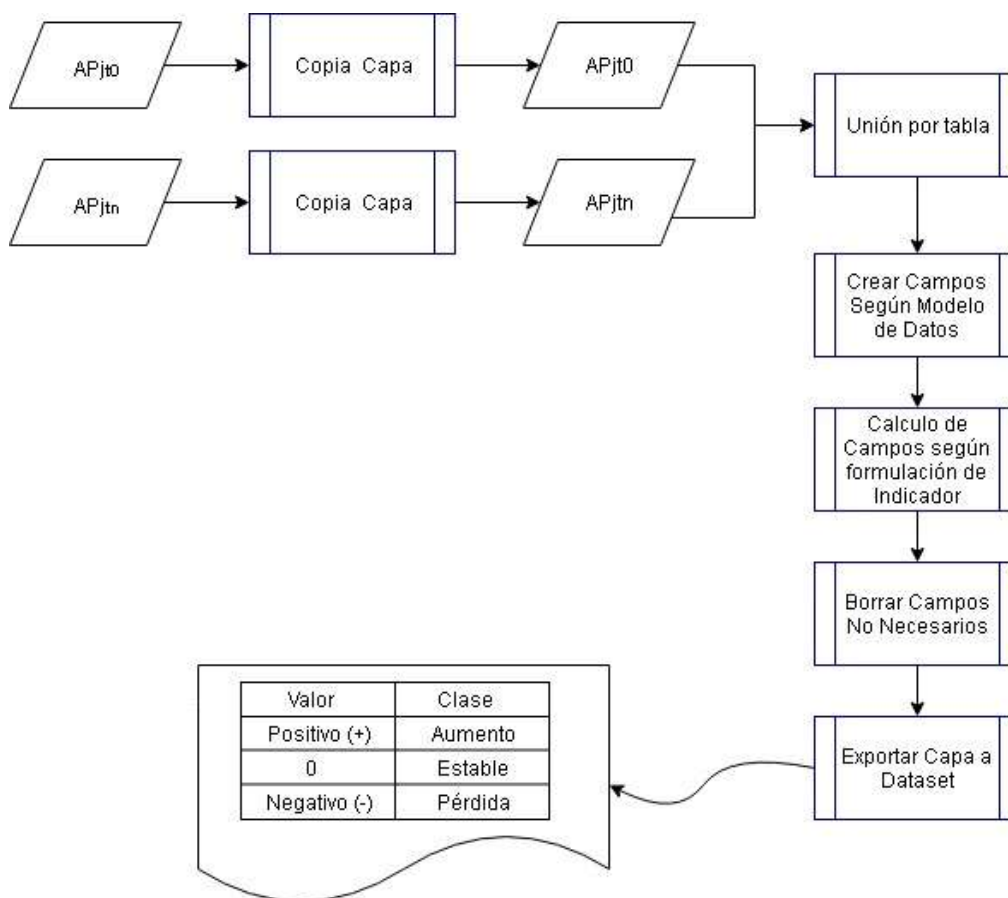 APjt0
Copia Capa
APjt0
APjtn
Copia Capa
APjtn
Unión por tabla
Crear Campos
Según Modelo
de Datos
Calculo de
Campos según
formulación de
Indicador
Borrar Campos
No Necesarios
Exportar Capa a
Dataset
Valor Clase
Positivo (+) Aumento
0 Estable
Negativo (-) Pérdida